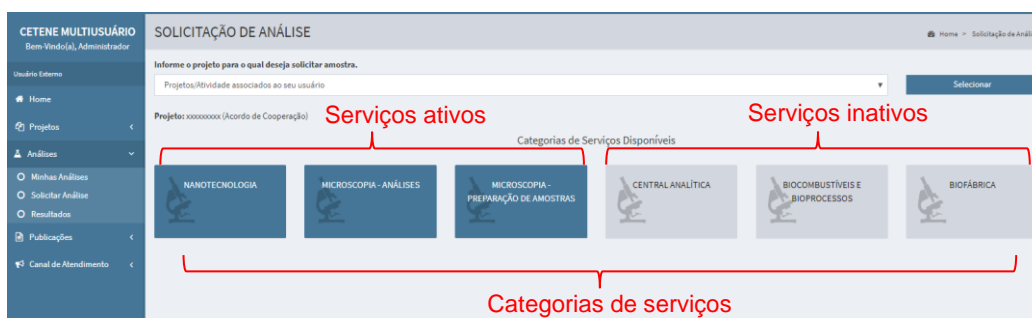 CETENE MULTIUSUÁRIO
Bem-Vindo(a), Administrador
Usuário Externo
Home
Projetos
Análises
Minhas Análises
Solicitar Análise
Resultados
Publicações
Canal de Atendimento
SOLICITAÇÃO DE ANÁLISE
Home > Solicitação de Anális
Informe o projeto para o qual deseja solicitar amostra.
Projetos/Atividade associados ao seu usuário
Selecionar
Projeto: xxxxxxxxx (Acordo de Cooperação)
Serviços ativos
Serviços inativos
Categorias de Serviços Disponíveis
NANOTECNOLOGIA
MICROSCOPIA - ANÁLISES
MICROSCOPIA -
PREPARAÇÃO DE AMOSTRAS
CENTRAL ANALÍTICA
BIOCOMBUSTÍVEIS E
BIOPROCESSOS
BIOFÁBRICA
Categorias de serviços